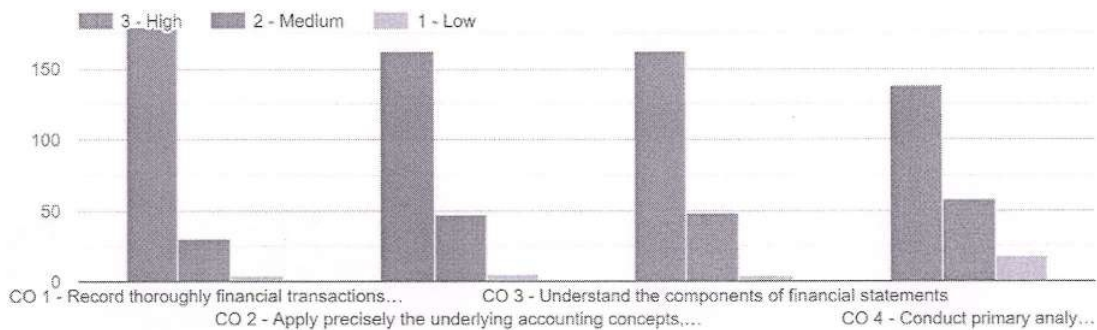 3 - High 2 - Medium 1 - Low
150
100
50
0
CO 1 - Record thoroughly financial transactions...
CO 3 - Understand the components of financial statements
CO 2 - Apply precisely the underlying accounting concepts,...
CO 4 - Conduct primary analy...